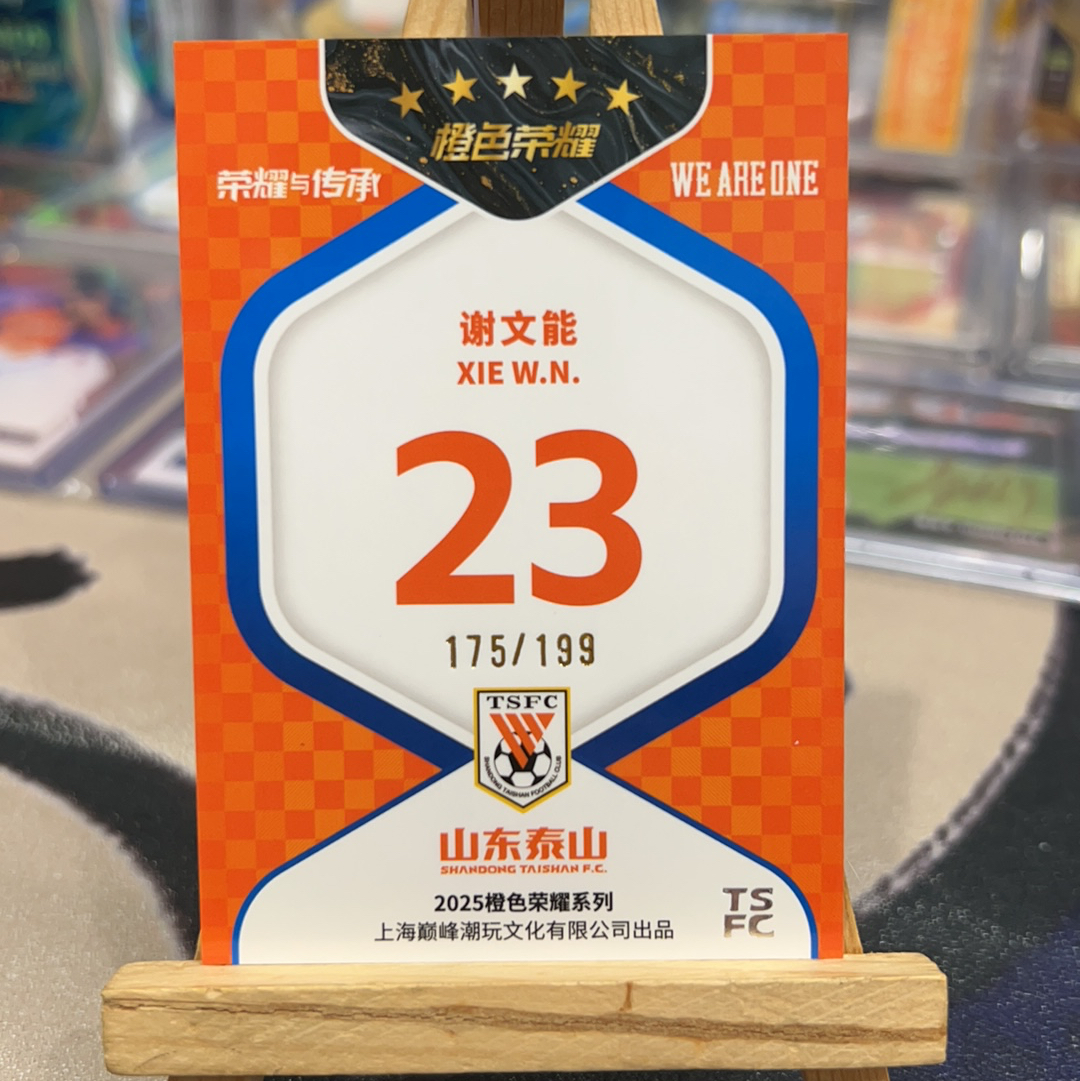 橙色荣耀
荣耀与传承
WE ARE ONE
谢文能
XIE W.N.
23
175/199
TSFC
SHANDONG TAISHAN FOOTBALL CLUB
山东泰山
SHANDONG TAISHAN F.C.
2025橙色荣耀系列
上海巅峰潮玩文化有限公司出品
TS
FC